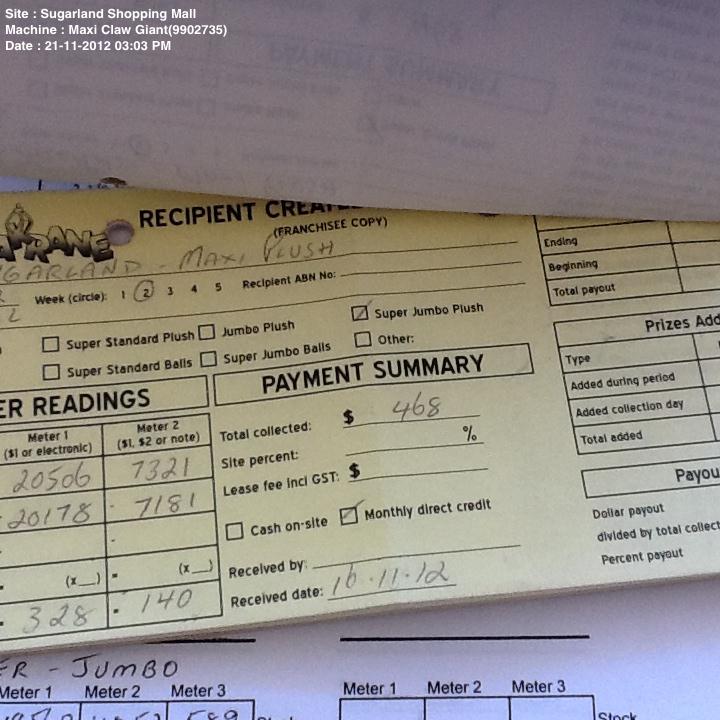 Site : Sugarland Shopping Mall
Machine : Maxi Claw Giant(9902735)
Date : 21-11-2012 03:03 PM
RECIPIENT
(FRANCHISEE COPY)
GARLAND - MAXI PLUSH
Week (circle): 1 2 3 4 5 Recipient ABN No:
Super Standard Plush Jumbo Plush Super Jumbo Plush
Super Standard Balls Super Jumbo Balls Other:
ER READINGS
Meter 1 Meter 2
($1 or electronic) ($1, $2 or note)
20506 7321
20178 - 7181
-
- (x__) - (x__)
328 - 140
PAYMENT SUMMARY
Total collected: $ 468
Site percent: %
Lease fee incl GST: $
Cash on-site Monthly direct credit
Received by:
Received date: 16.11.12
Ending
Beginning
Total payout
Prizes Add
Type
Added during period
Added collection day
Total added
Payou
Dollar payout
divided by total collect
Percent payout
ER - JUMBO
Meter 1 Meter 2 Meter 3 Meter 1 Meter 2 Meter 3
589
Stock